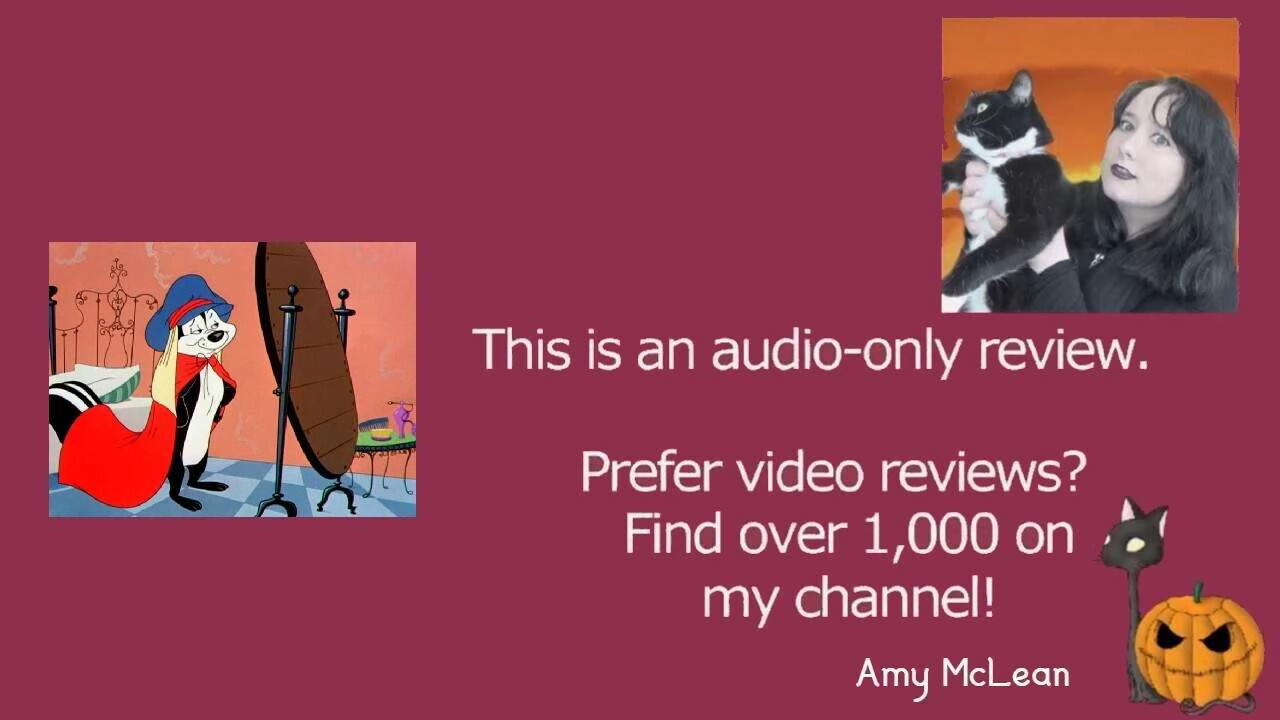 This is an audio-only review.
Prefer video reviews?
Find over 1,000 on
my channel!
Amy McLean